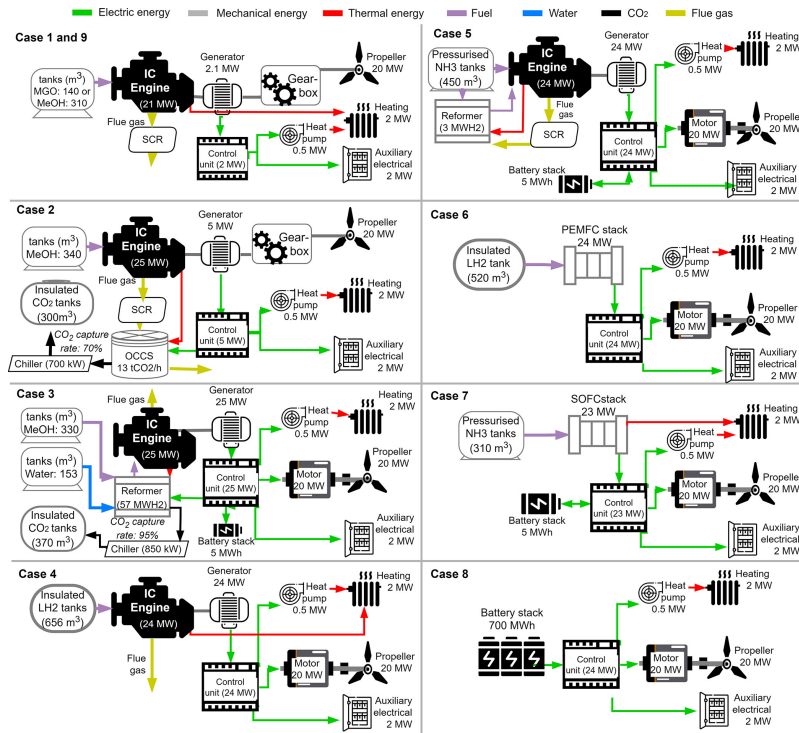 Electric energy
Mechanical energy
Thermal energy
Fuel
Water
CO₂
Flue gas
Case 1 and 9
tanks (m³)
MGO: 140 or
MeOH: 310
IC
Engine
(21 MW)
Flue
gas
SCR
Generator
2.1 MW
Gear-
box
Propeller
20 MW
Control
unit (2 MW)
Heat
pump
0.5 MW
Heating
2 MW
Auxiliary
electrical
2 MW
Case 2
tanks (m³)
MeOH: 340
IC
Engine
(25 MW)
Flue gas
SCR
Generator
5 MW
Gear-
box
Propeller
20 MW
Insulated
CO₂ tanks
(300m³)
CO₂ capture
rate: 70%
Chiller (700 kW)
OCCS
13 tCO2/h
Control
unit (5 MW)
Heat
pump
0.5 MW
Heating
2 MW
Auxiliary
electrical
2 MW
Case 3
Flue gas
tanks (m³)
MeOH: 330
IC
Engine
(25 MW)
Generator
25 MW
tanks (m³)
Water: 153
Reformer
(57 MWH2)
CO₂ capture
rate: 95%
Insulated
CO₂ tanks
(370 m³)
Chiller (850 kW)
Control
unit (25 MW)
Battery stack
5 MWh
Heat
pump
0.5 MW
Heating
2 MW
Motor
20 MW
Propeller
20 MW
Auxiliary
electrical
2 MW
Case 4
Insulated
LH2 tanks
(656 m³)
IC
Engine
(24 MW)
Flue
gas
Generator
24 MW
Control
unit (24 MW)
Heat
pump
0.5 MW
Heating
2 MW
Motor
20 MW
Propeller
20 MW
Auxiliary
electrical
2 MW
Case 5
Pressurised
NH3 tanks
(450 m³)
Reformer
(3 MWH2)
IC
Engine
(24 MW)
Flue
gas
SCR
Generator
24 MW
Control
unit (24 MW)
Battery stack
5 MWh
Heat
pump
0.5 MW
Heating
2 MW
Motor
20 MW
Propeller
20 MW
Auxiliary
electrical
2 MW
Case 6
Insulated
LH2 tank
(520 m³)
PEMFC stack
24 MW
Control
unit (24 MW)
Heat
pump
0.5 MW
Heating
2 MW
Motor
20 MW
Propeller
20 MW
Auxiliary
electrical
2 MW
Case 7
Pressurised
NH3 tanks
(310 m³)
SOFCstack
23 MW
Battery stack
5 MWh
Control
unit (23 MW)
Heat
pump
0.5 MW
Heating
2 MW
Motor
20 MW
Propeller
20 MW
Auxiliary
electrical
2 MW
Case 8
Battery stack
700 MWh
Control
unit (24 MW)
Heat
pump
0.5 MW
Heating
2 MW
Motor
20 MW
Propeller
20 MW
Auxiliary
electrical
2 MW